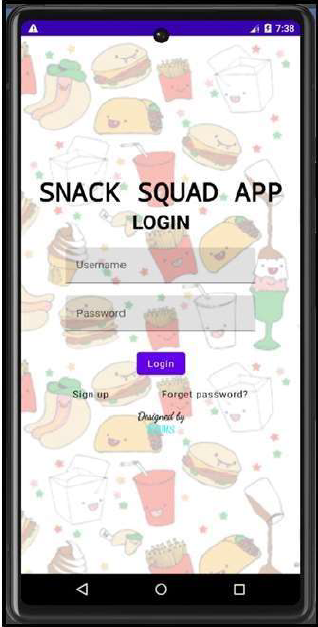 7:38
SNACK SQUAD APP
LOGIN
Username
Password
Login
Sign up
Forget password?
Designed by